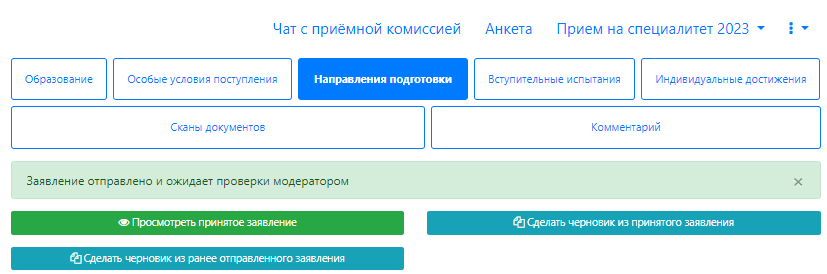 Чат с приёмной комиссией Анкета Прием на специалитет 2023
Образование Особые условия поступления Направления подготовки Вступительные испытания Индивидуальные достижения
Сканы документов Комментарий
Заявление отправлено и ожидает проверки модератором ×
Просмотреть принятое заявление Сделать черновик из принятого заявления
Сделать черновик из ранее отправленного заявления